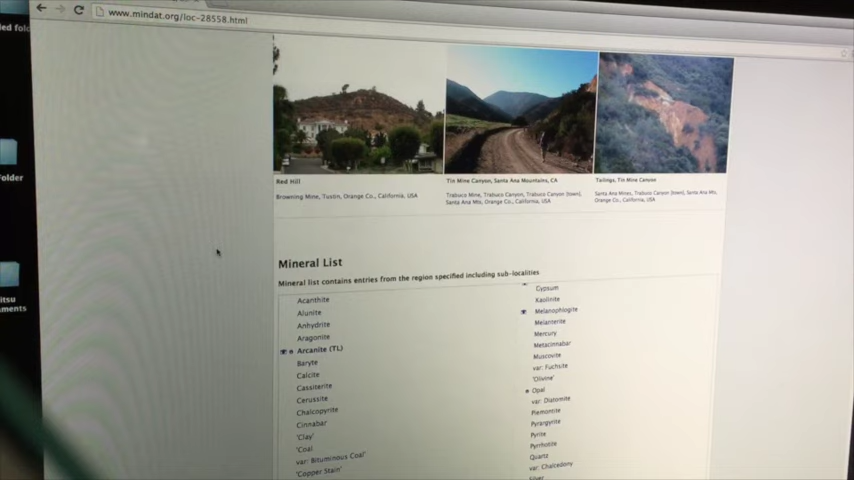 www.mindat.org/loc-28558.html
Folder
Red Hill
Browning Mine, Tustin, Orange Co., California, USA
Tin Mine Canyon, Santa Ana Mountains, CA
Trabuco Mine, Trabuco Canyon, Trabuco Canyon [town],
Santa Ana Mts, Orange Co., California, USA
Tailings, Tin Mine Canyon
Santa Ana Mines, Trabuco Canyon [town], Santa Ana Mts,
Orange Co., California, USA
Mineral List
Mineral list contains entries from the region specified including sub-localities
Acanthite
Alunite
Anhydrite
Aragonite
Arcanite (TL)
Baryte
Calcite
Cassiterite
Cerussite
Chalcopyrite
Cinnabar
'Clay'
'Coal
var: Bituminous Coal'
'Copper Stain'
Gypsum
Kaolinite
Melanophlogite
Melanterite
Mercury
Metacinnabar
Muscovite
var: Fuchsite
'Olivine'
Opal
var: Diatomite
Piemontite
Pyrargyrite
Pyrite
Pyrrhotite
Quartz
var: Chalcedony
Silver